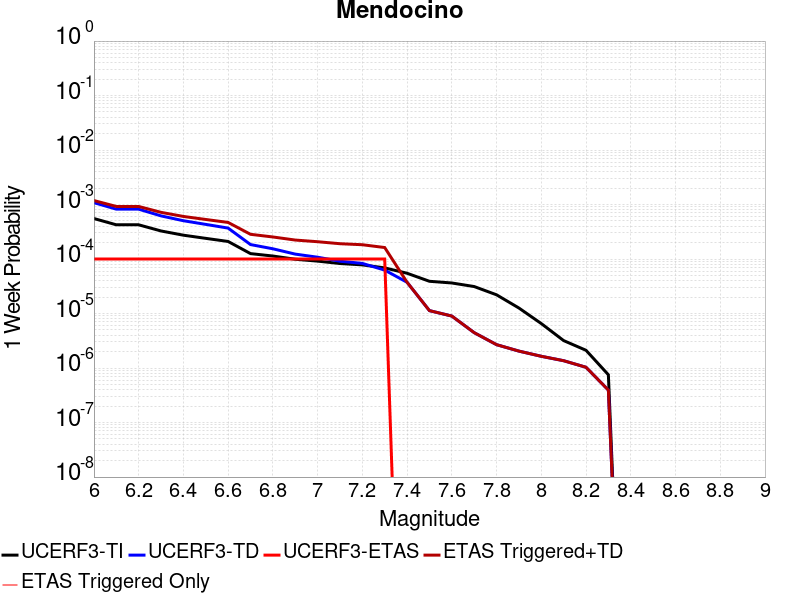 Mendocino
1 Week Probability
10^0
10^-1
10^-2
10^-3
10^-4
10^-5
10^-6
10^-7
10^-8
6 6.2 6.4 6.6 6.8 7 7.2 7.4 7.6 7.8 8 8.2 8.4 8.6 8.8 9
Magnitude
UCERF3-TI UCERF3-TD UCERF3-ETAS ETAS Triggered+TD
ETAS Triggered Only